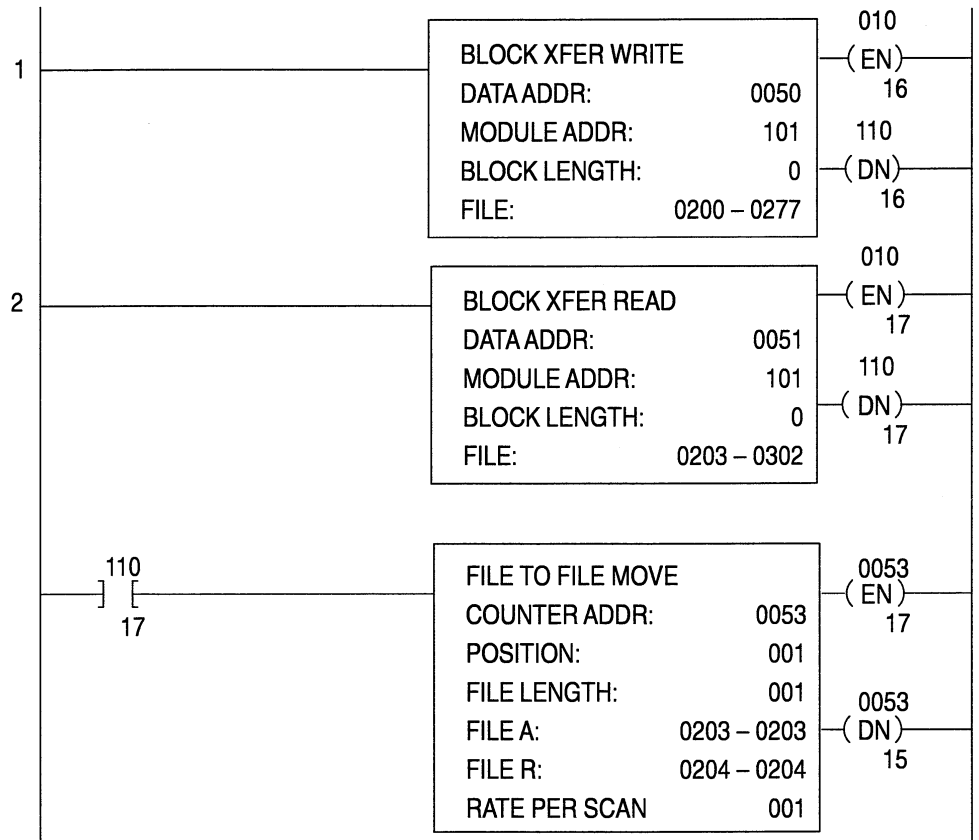 1
BLOCK XFER WRITE
DATA ADDR: 0050
MODULE ADDR: 101
BLOCK LENGTH: 0
FILE: 0200 – 0277
010
EN
16
110
DN
16
2
BLOCK XFER READ
DATA ADDR: 0051
MODULE ADDR: 101
BLOCK LENGTH: 0
FILE: 0203 – 0302
010
EN
17
110
DN
17
110
17
FILE TO FILE MOVE
COUNTER ADDR: 0053
POSITION: 001
FILE LENGTH: 001
FILE A: 0203 – 0203
FILE R: 0204 – 0204
RATE PER SCAN 001
0053
EN
17
0053
DN
15